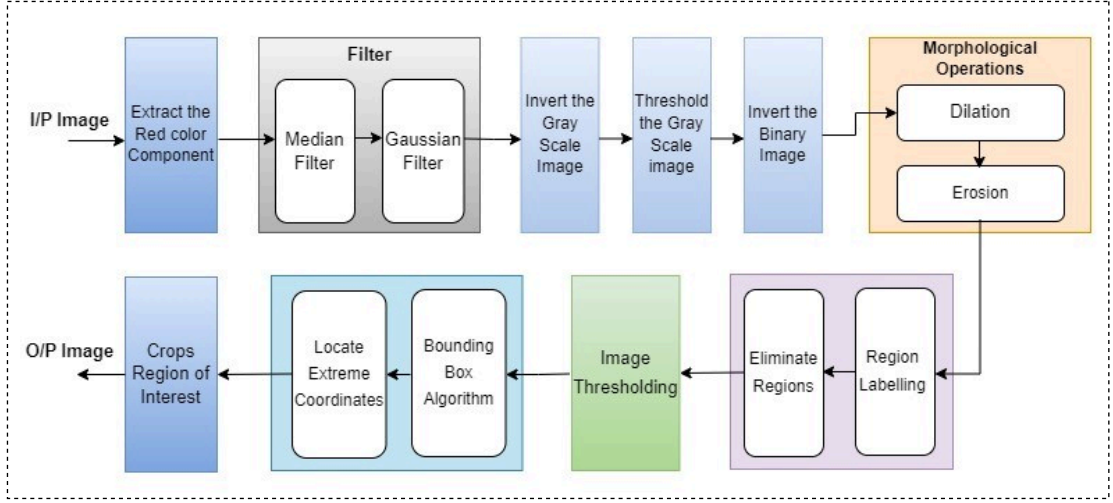 I/P Image
Extract the
Red color
Component
Filter
Median
Filter
Gaussian
Filter
Invert the
Gray
Scale
Image
Threshold
the Gray
Scale
image
Invert the
Binary
Image
Morphological
Operations
Dilation
Erosion
Region
Labelling
Eliminate
Regions
Image
Thresholding
Bounding
Box
Algorithm
Locate
Extreme
Coordinates
Crops
Region of
Interest
O/P Image